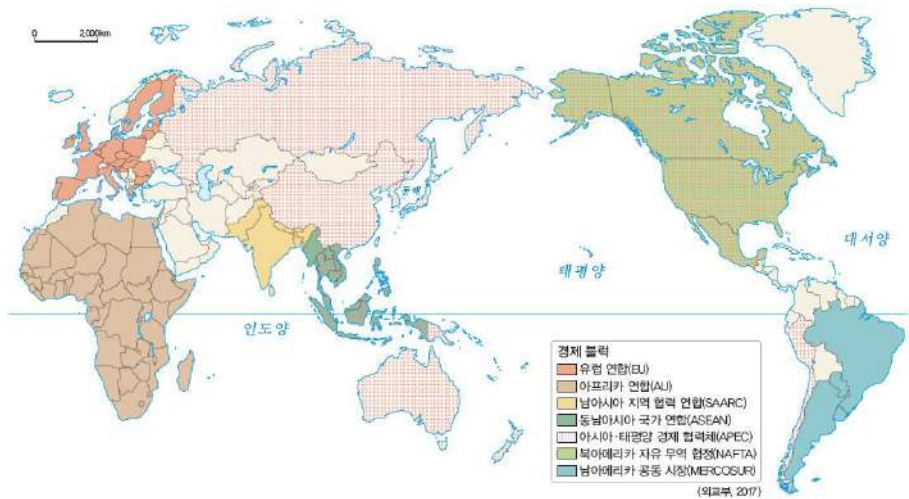 0 2,000km
동해
대서양
태평양
인도양
경제 블럭
유럽 연합(EU)
아프리카 연합(AU)
남아시아 지역 협력 연합(SAARC)
동남아시아 국가 연합(ASEAN)
아시아·태평양 경제 협력체(APEC)
북아메리카 자유 무역 협정(NAFTA)
남아메리카 공동 시장(MERCOSUR)
(외교부, 2017)